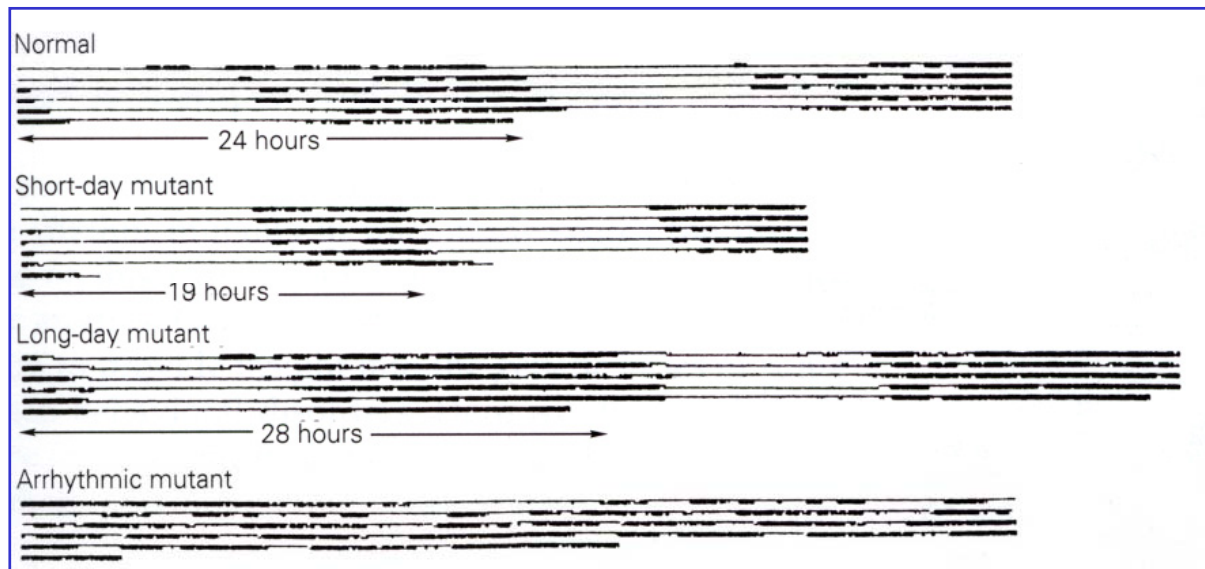 Normal
24 hours
Short-day mutant
19 hours
Long-day mutant
28 hours
Arrhythmic mutant